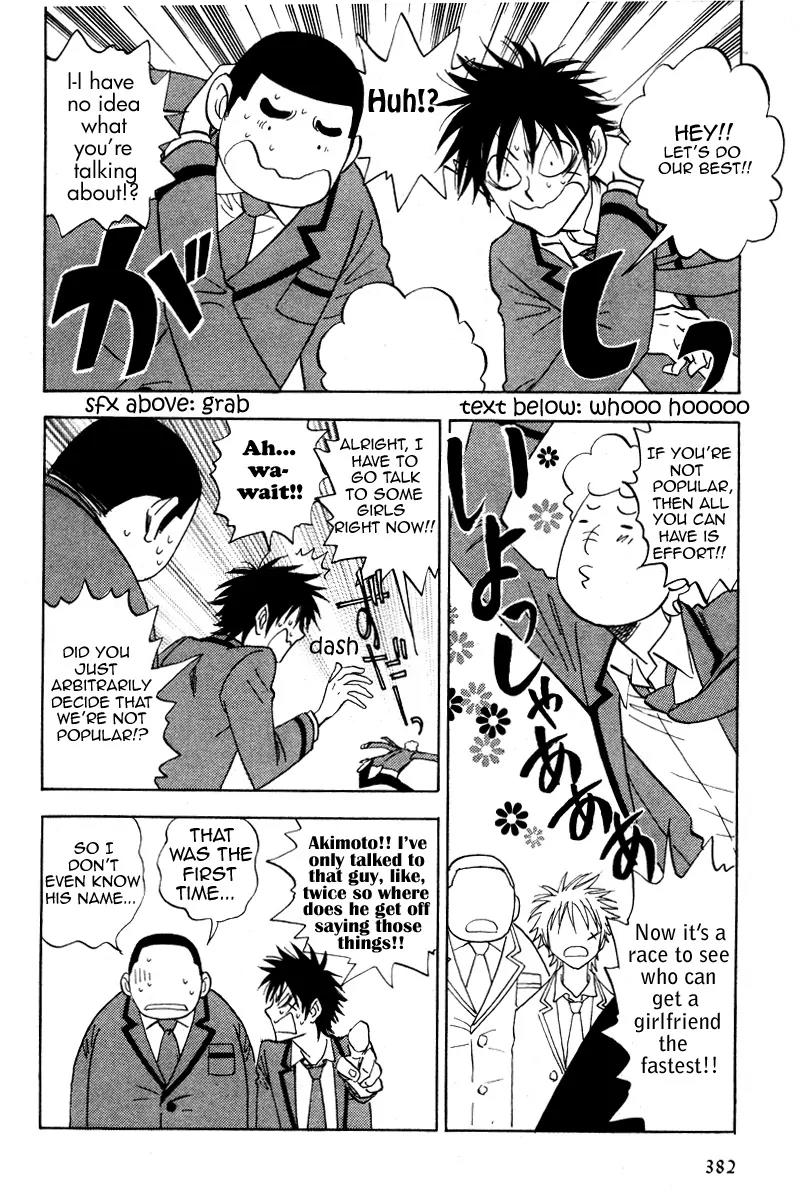 HEY!!
LET'S DO
OUR BEST!!
Huh!?
I-I have
no idea
what
you're
talking
about!?
がしっ
sfx above: grab
text below: whooo hooooo
IF YOU'RE
NOT
POPULAR,
THEN ALL
YOU CAN
HAVE IS
EFFORT!!
いよっしゃあああ
Now it's a
race to see
who can
get a
girlfriend
the
fastest!!
ALRIGHT, I
HAVE TO
GO TALK
TO SOME
GIRLS
RIGHT NOW!!
Ah...
wa-
wait!!
dash
DID YOU
JUST
ARBITRARILY
DECIDE THAT
WE'RE NOT
POPULAR!?
Akimoto!! I've
only talked to
that guy, like,
twice so where
does he get off
saying those
things!!
THAT
WAS THE
FIRST
TIME...
SO I
DON'T
EVEN KNOW
HIS NAME...
382